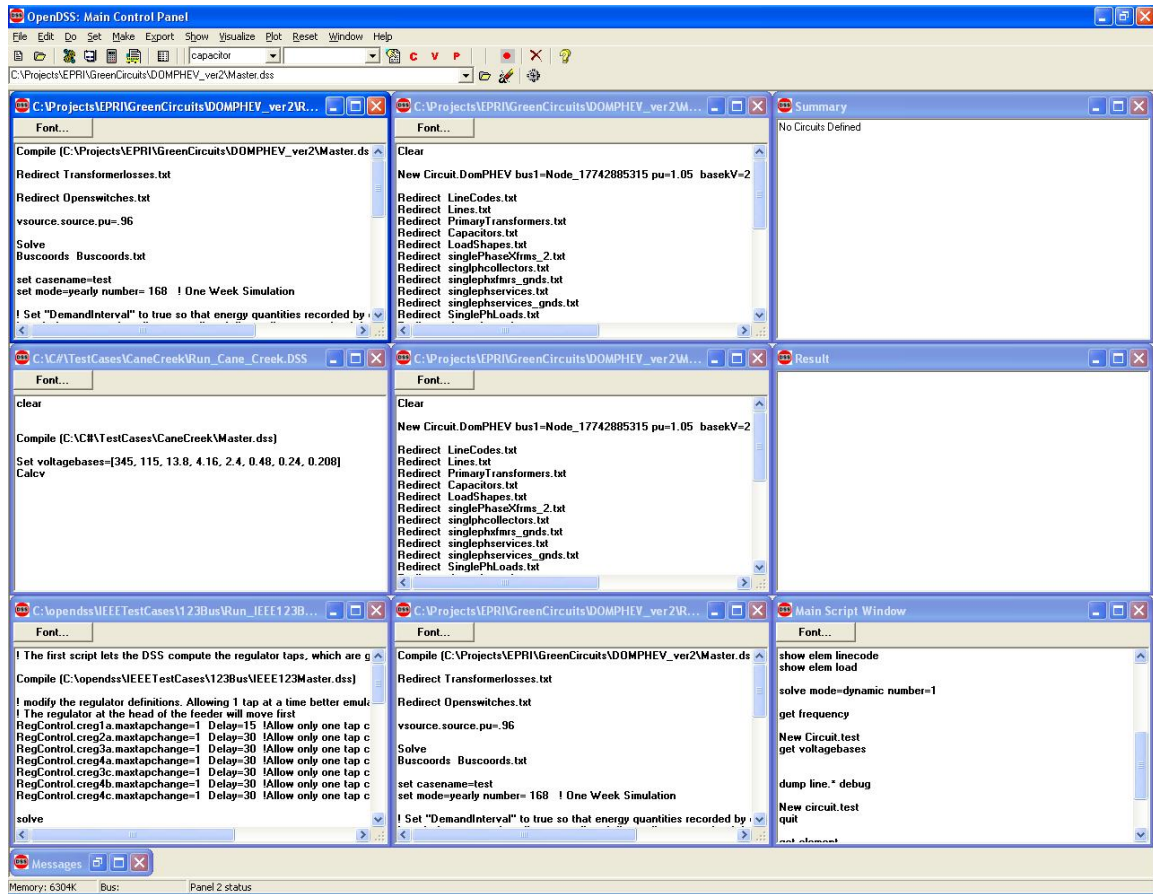 OpenDSS: Main Control Panel
File Edit Do Set Make Export Show Visualize Plot Reset Window Help
capacitor
C V P
C:\Projects\EPRI\GreenCircuits\DOMPHEV_ver2\Master.dss
C:\Projects\EPRI\GreenCircuits\DOMPHEV_ver2\R...
Font...
Compile (C:\Projects\EPRI\GreenCircuits\DOMPHEV_ver2\Master.ds
Redirect Transformerlosses.txt
Redirect Openswitches.txt
vsource.source.pu=.96
Solve
Buscoords Buscoords.txt
set casename=test
set mode=yearly number= 168 ! One Week Simulation
! Set "DemandInterval" to true so that energy quantities recorded by
C:\Projects\EPRI\GreenCircuits\DOMPHEV_ver2\M...
Font...
Clear
New Circuit.DomPHEV bus1=Node_17742885315 pu=1.05 basekV=2
Redirect LineCodes.txt
Redirect Lines.txt
Redirect PrimaryTransformers.txt
Redirect Capacitors.txt
Redirect LoadShapes.txt
Redirect singlePhaseXfrms_2.txt
Redirect singlphcollectors.txt
Redirect singlephxfmrs_gnds.txt
Redirect singlephservices.txt
Redirect singlephservices_gnds.txt
Redirect SinglePhLoads.txt
Summary
No Circuits Defined
C:\C#\TestCases\CaneCreek\Run_Cane_Creek.DSS
Font...
clear
Compile (C:\C#\TestCases\CaneCreek\Master.dss)
Set voltagebases=[345, 115, 13.8, 4.16, 2.4, 0.48, 0.24, 0.208]
Calcv
C:\Projects\EPRI\GreenCircuits\DOMPHEV_ver2\M...
Font...
Clear
New Circuit.DomPHEV bus1=Node_17742885315 pu=1.05 basekV=2
Redirect LineCodes.txt
Redirect Lines.txt
Redirect PrimaryTransformers.txt
Redirect Capacitors.txt
Redirect LoadShapes.txt
Redirect singlePhaseXfrms_2.txt
Redirect singlphcollectors.txt
Redirect singlephxfmrs_gnds.txt
Redirect singlephservices.txt
Redirect singlephservices_gnds.txt
Redirect SinglePhLoads.txt
Result
C:\opendss\IEEETestCases\123Bus\Run_IEEE123B...
Font...
! The first script lets the DSS compute the regulator taps, which are g
Compile (C:\opendss\IEEETestCases\123Bus\IEEE123Master.dss)
! modify the regulator definitions. Allowing 1 tap at a time better emula
! The regulator at the head of the feeder will move first
RegControl.creg1a.maxtapchange=1 Delay=15 !Allow only one tap c
RegControl.creg2a.maxtapchange=1 Delay=30 !Allow only one tap c
RegControl.creg3a.maxtapchange=1 Delay=30 !Allow only one tap c
RegControl.creg4a.maxtapchange=1 Delay=30 !Allow only one tap c
RegControl.creg3c.maxtapchange=1 Delay=30 !Allow only one tap c
RegControl.creg4b.maxtapchange=1 Delay=30 !Allow only one tap c
RegControl.creg4c.maxtapchange=1 Delay=30 !Allow only one tap c
solve
C:\Projects\EPRI\GreenCircuits\DOMPHEV_ver2\R...
Font...
Compile (C:\Projects\EPRI\GreenCircuits\DOMPHEV_ver2\Master.ds
Redirect Transformerlosses.txt
Redirect Openswitches.txt
vsource.source.pu=.96
Solve
Buscoords Buscoords.txt
set casename=test
set mode=yearly number= 168 ! One Week Simulation
! Set "DemandInterval" to true so that energy quantities recorded by
Main Script Window
Font...
show elem linecode
show elem load
solve mode=dynamic number=1
get frequency
New Circuit.test
get voltagebases
dump line.* debug
New circuit.test
quit
get element
Messages
Memory: 6304K Bus: Panel 2 status